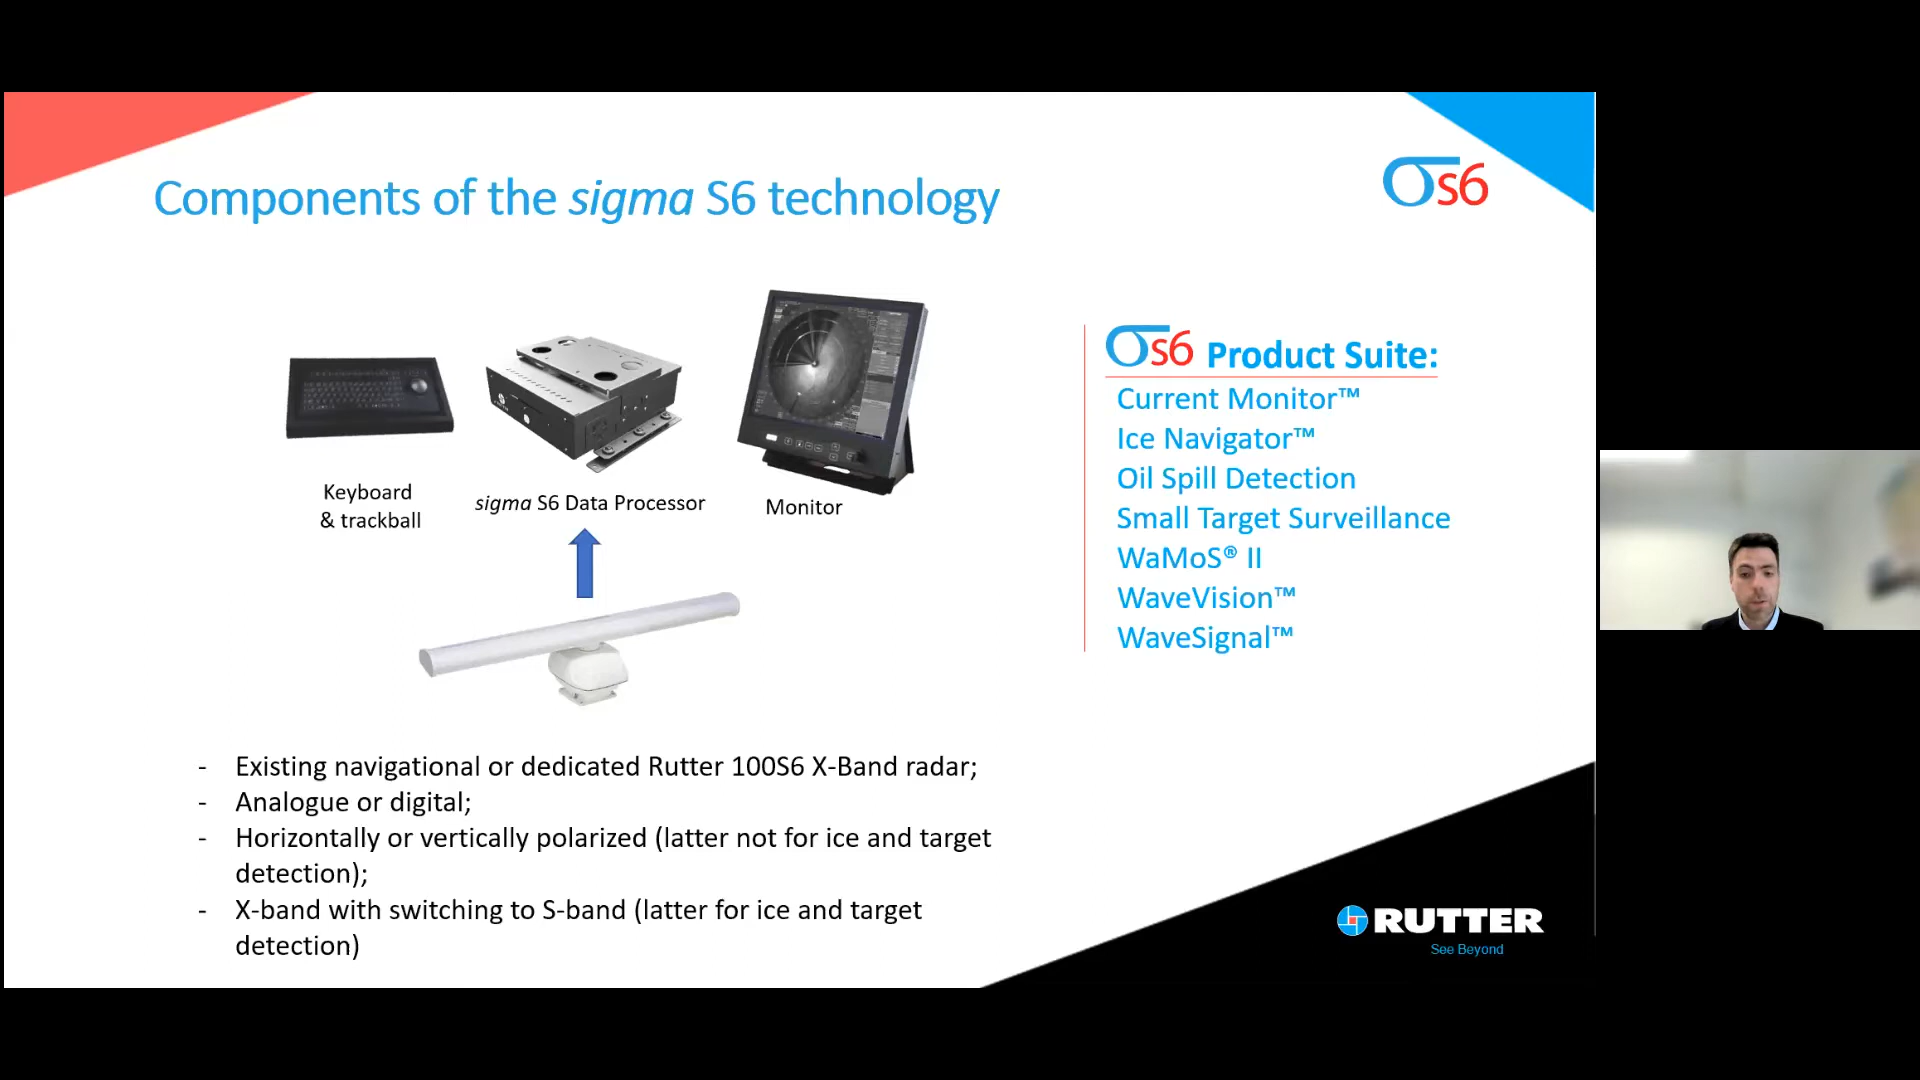 Components of the sigma S6 technology
σs6
Keyboard
& trackball
sigma S6 Data Processor
Monitor
σs6 Product Suite:
Current Monitor™
Ice Navigator™
Oil Spill Detection
Small Target Surveillance
WaMoS® II
WaveVision™
WaveSignal™
- Existing navigational or dedicated Rutter 100S6 X-Band radar;
- Analogue or digital;
- Horizontally or vertically polarized (latter not for ice and target
detection);
- X-band with switching to S-band (latter for ice and target
detection)
RUTTER
See Beyond